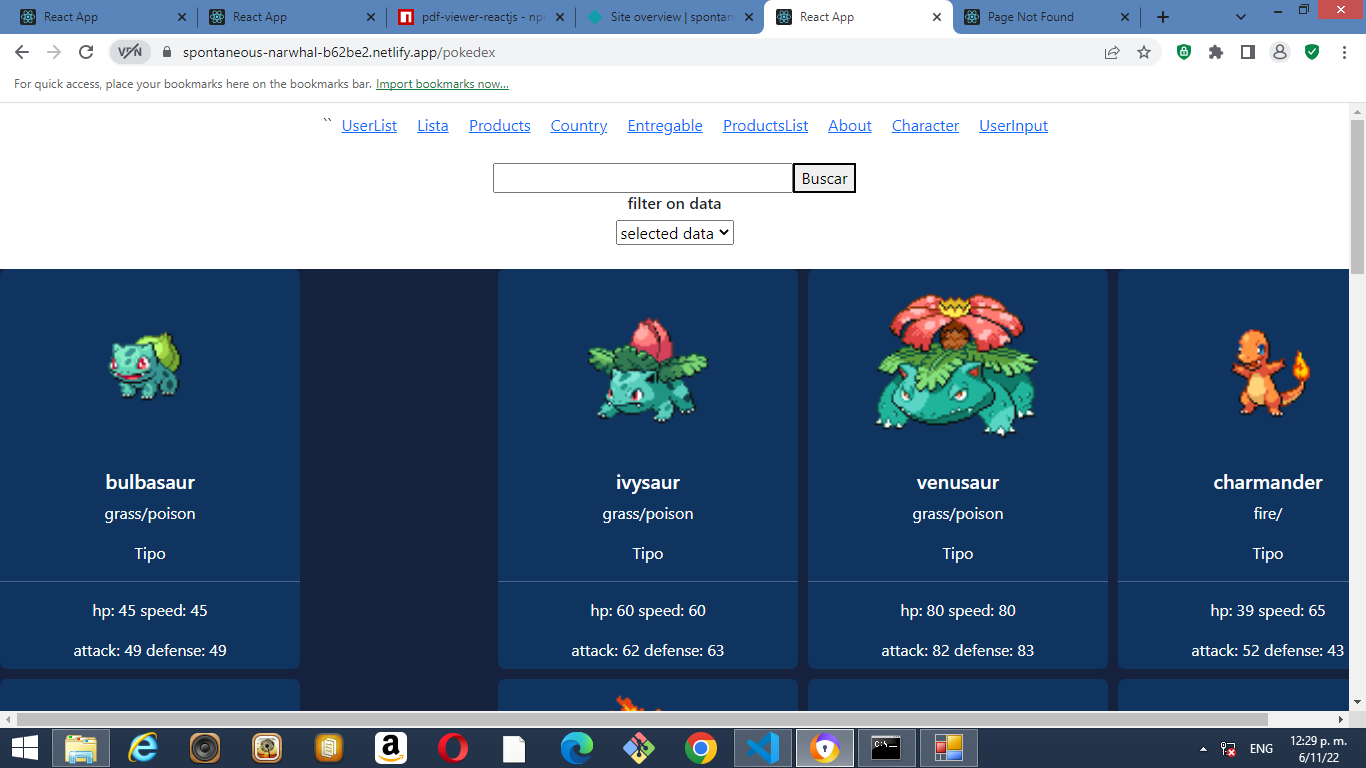 React App
React App
pdf-viewer-reactjs - npr
Site overview | spontan
React App
Page Not Found
VPN
spontaneous-narwhal-b62be2.netlify.app/pokedex
For quick access, place your bookmarks here on the bookmarks bar. Import bookmarks now...
`` UserList Lista Products Country Entregable ProductsList About Character UserInput
Buscar
filter on data
selected data
bulbasaur
grass/poison
Tipo
hp: 45 speed: 45
attack: 49 defense: 49
ivysaur
grass/poison
Tipo
hp: 60 speed: 60
attack: 62 defense: 63
venusaur
grass/poison
Tipo
hp: 80 speed: 80
attack: 82 defense: 83
charmander
fire/
Tipo
hp: 39 speed: 65
attack: 52 defense: 43
ENG
12:29 p. m.
6/11/22